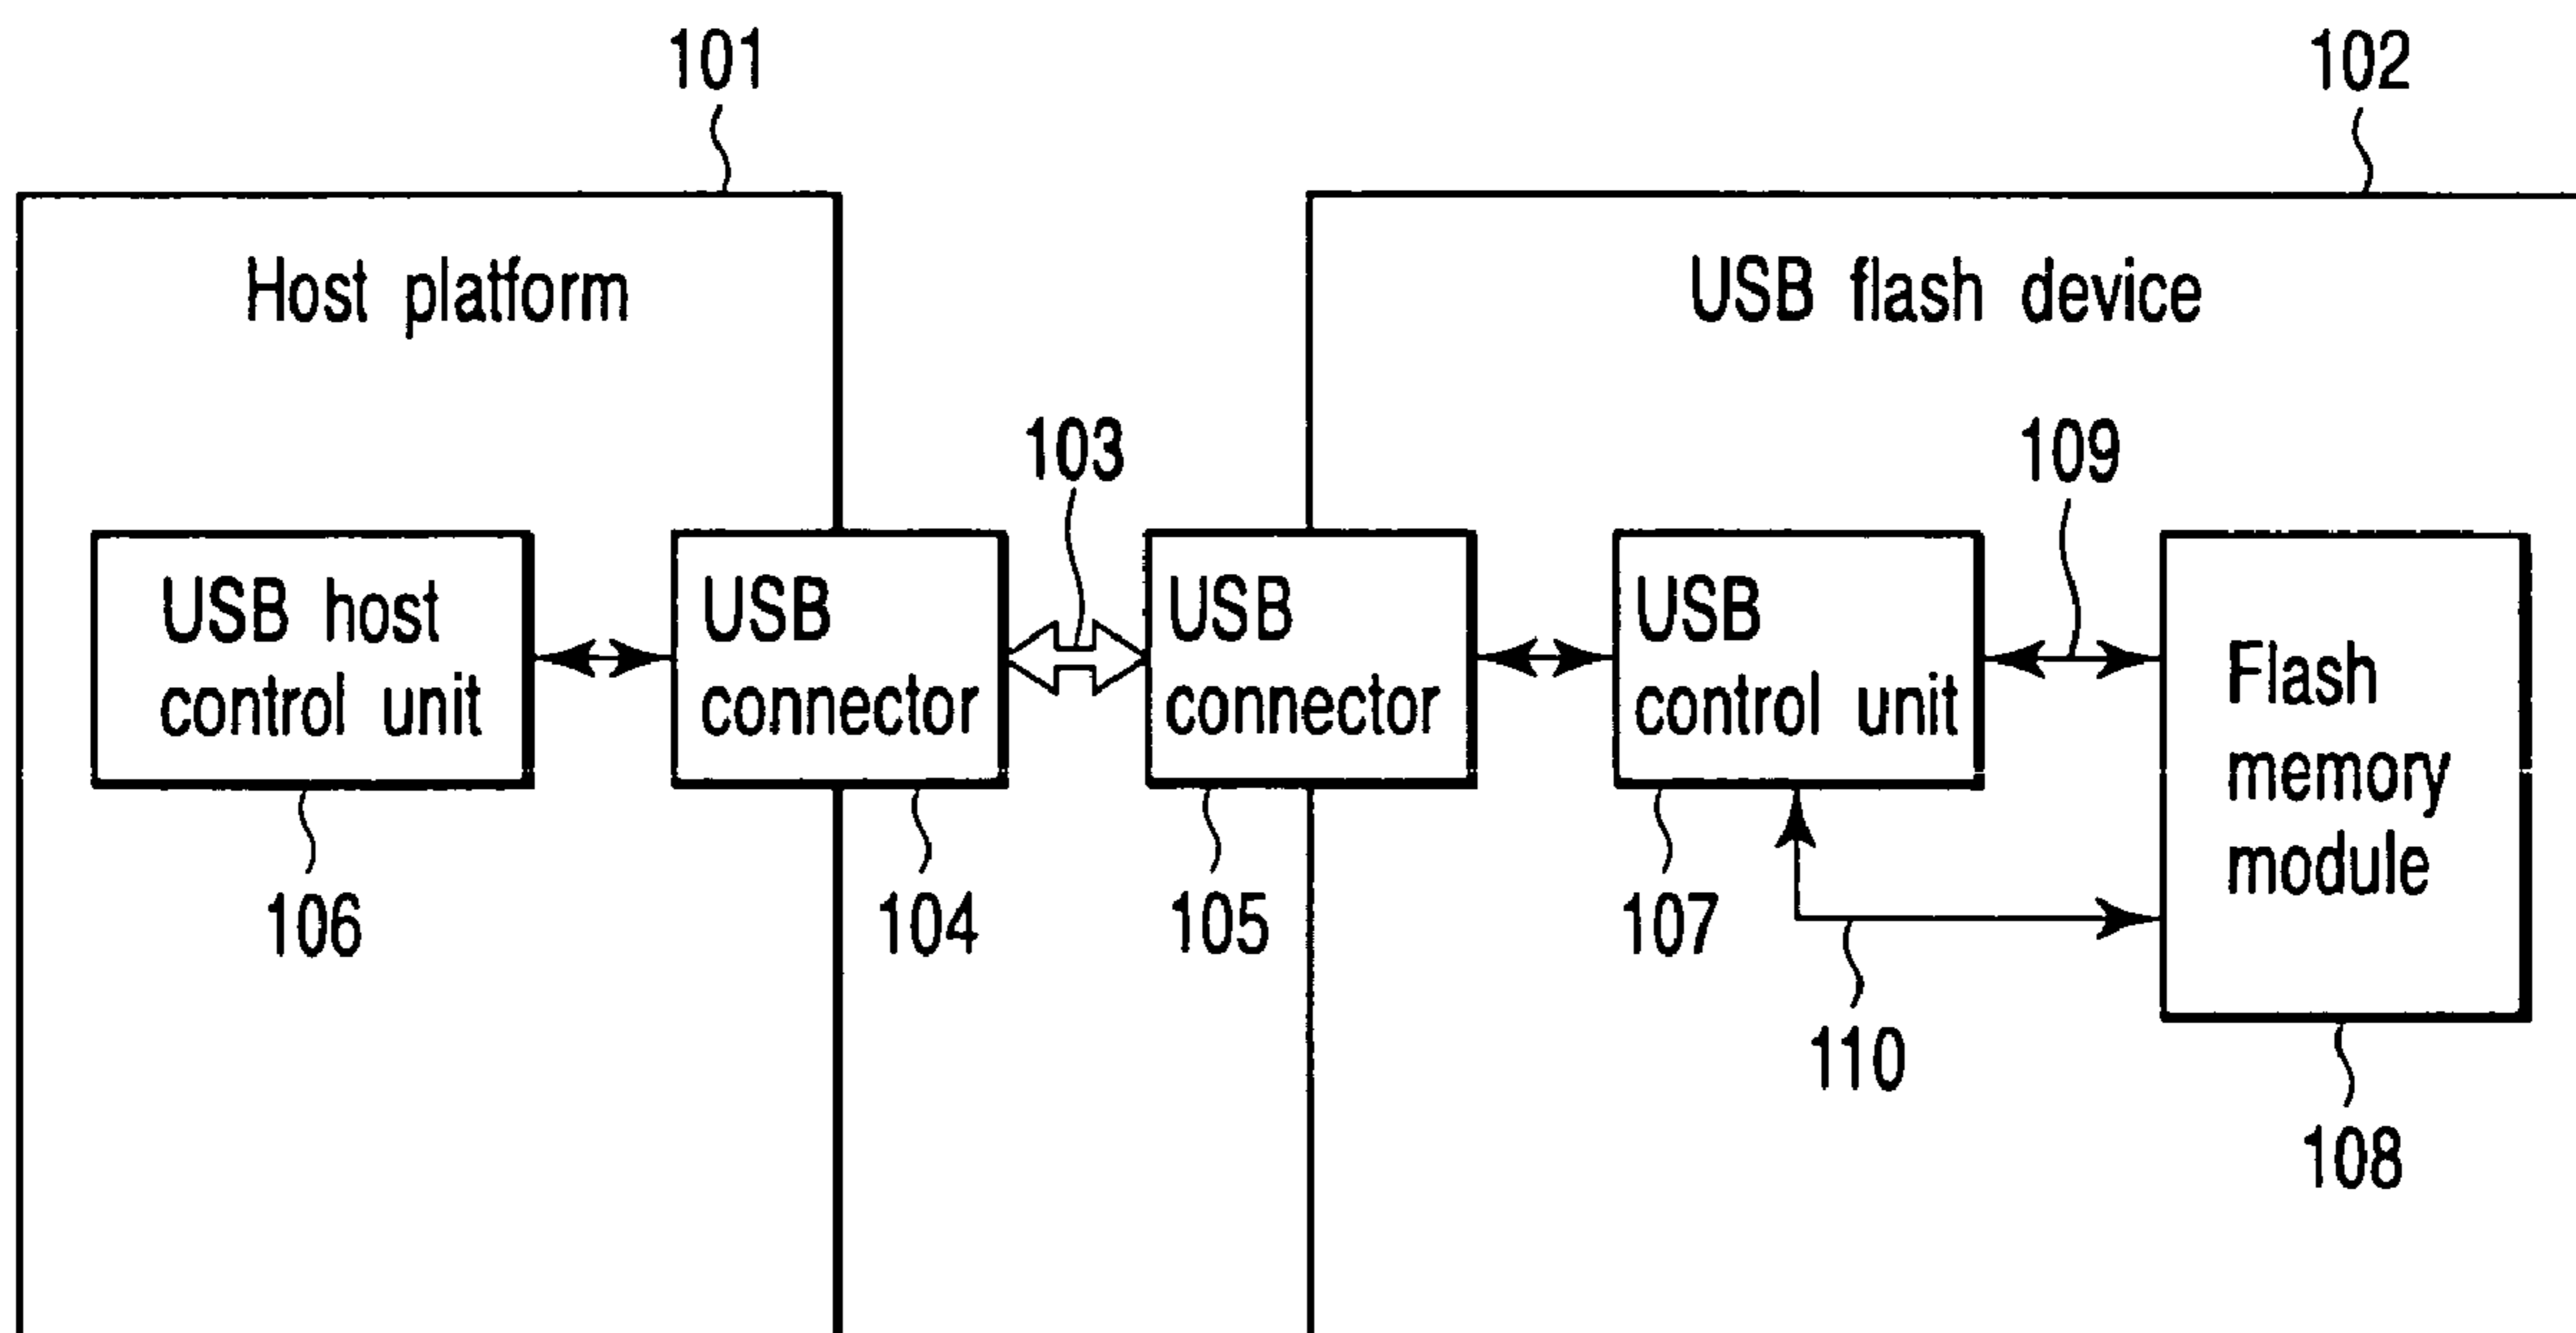 101
102
Host platform
USB flash device
103
109
USB host
control unit
USB
connector
USB
connector
USB
control unit
Flash
memory
module
106
104
105
107
110
108